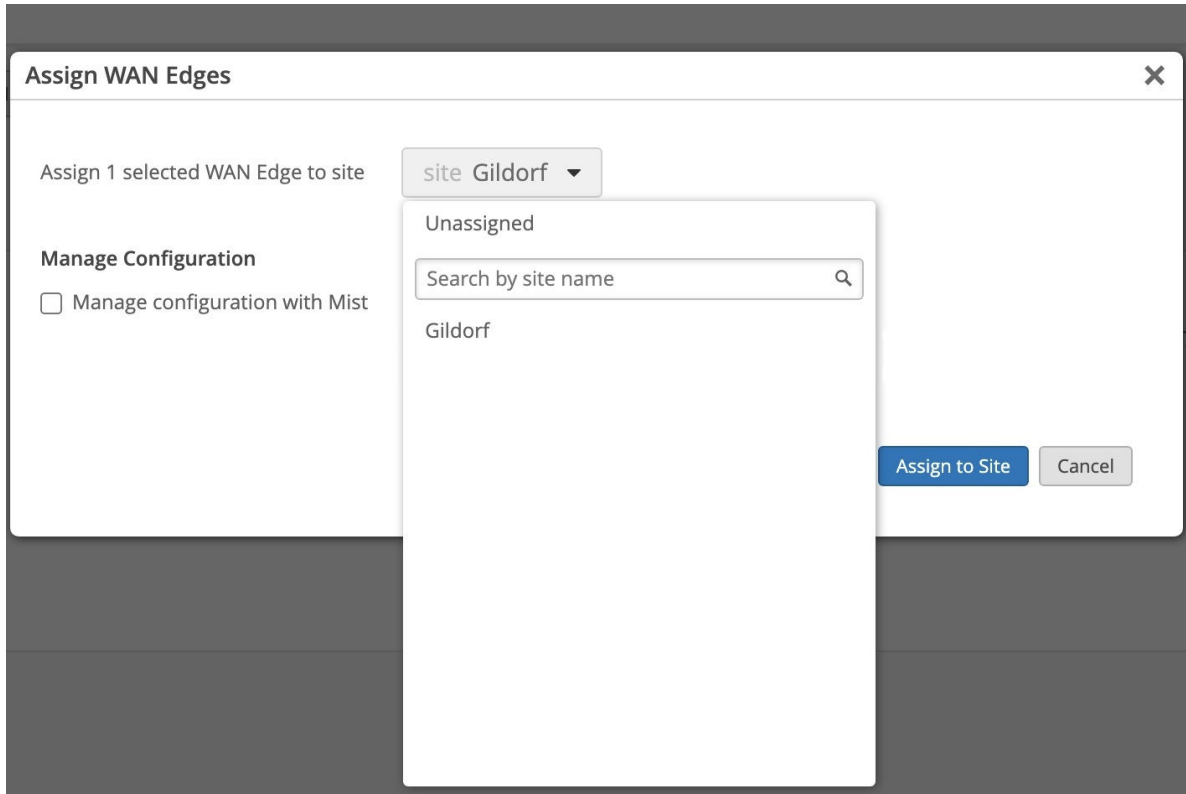 Assign WAN Edges
Assign 1 selected WAN Edge to site
site Gildorf
Unassigned
Manage Configuration
Search by site name
Manage configuration with Mist
Gildorf
Assign to Site
Cancel